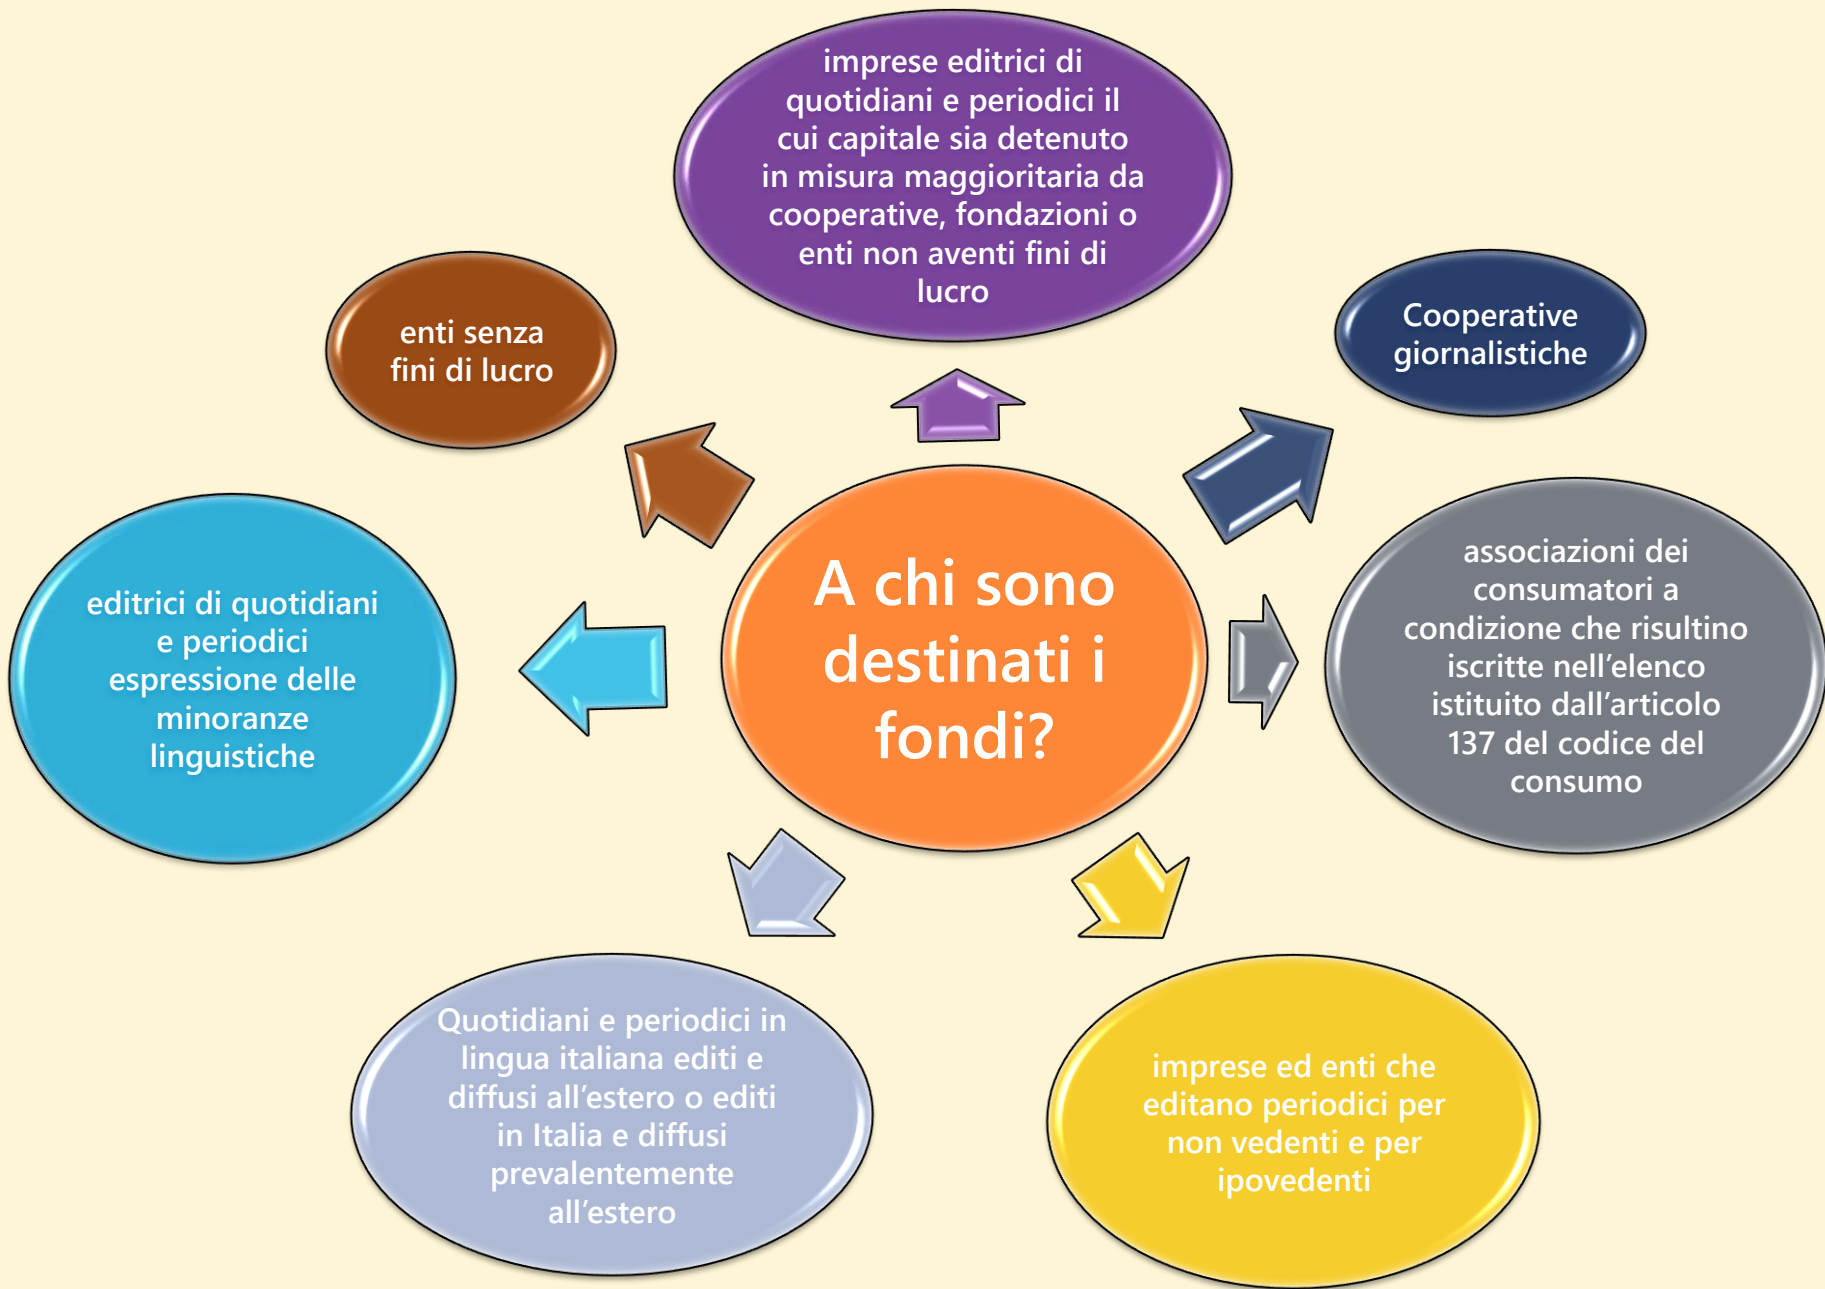 imprese editrici di
quotidiani e periodici il
cui capitale sia detenuto
in misura maggioritaria da
cooperative, fondazioni o
enti non aventi fini di
lucro
enti senza
fini di lucro
Cooperative
giornalistiche
A chi sono
destinati i
fondi?
editrici di quotidiani
e periodici
espressione delle
minoranze
linguistiche
associazioni dei
consumatori a
condizione che risultino
iscritte nell’elenco
istituito dall’articolo
137 del codice del
consumo
Quotidiani e periodici in
lingua italiana editi e
diffusi all’estero o editi
in Italia e diffusi
prevalentemente
all’estero
imprese ed enti che
editano periodici per
non vedenti e per
ipovedenti